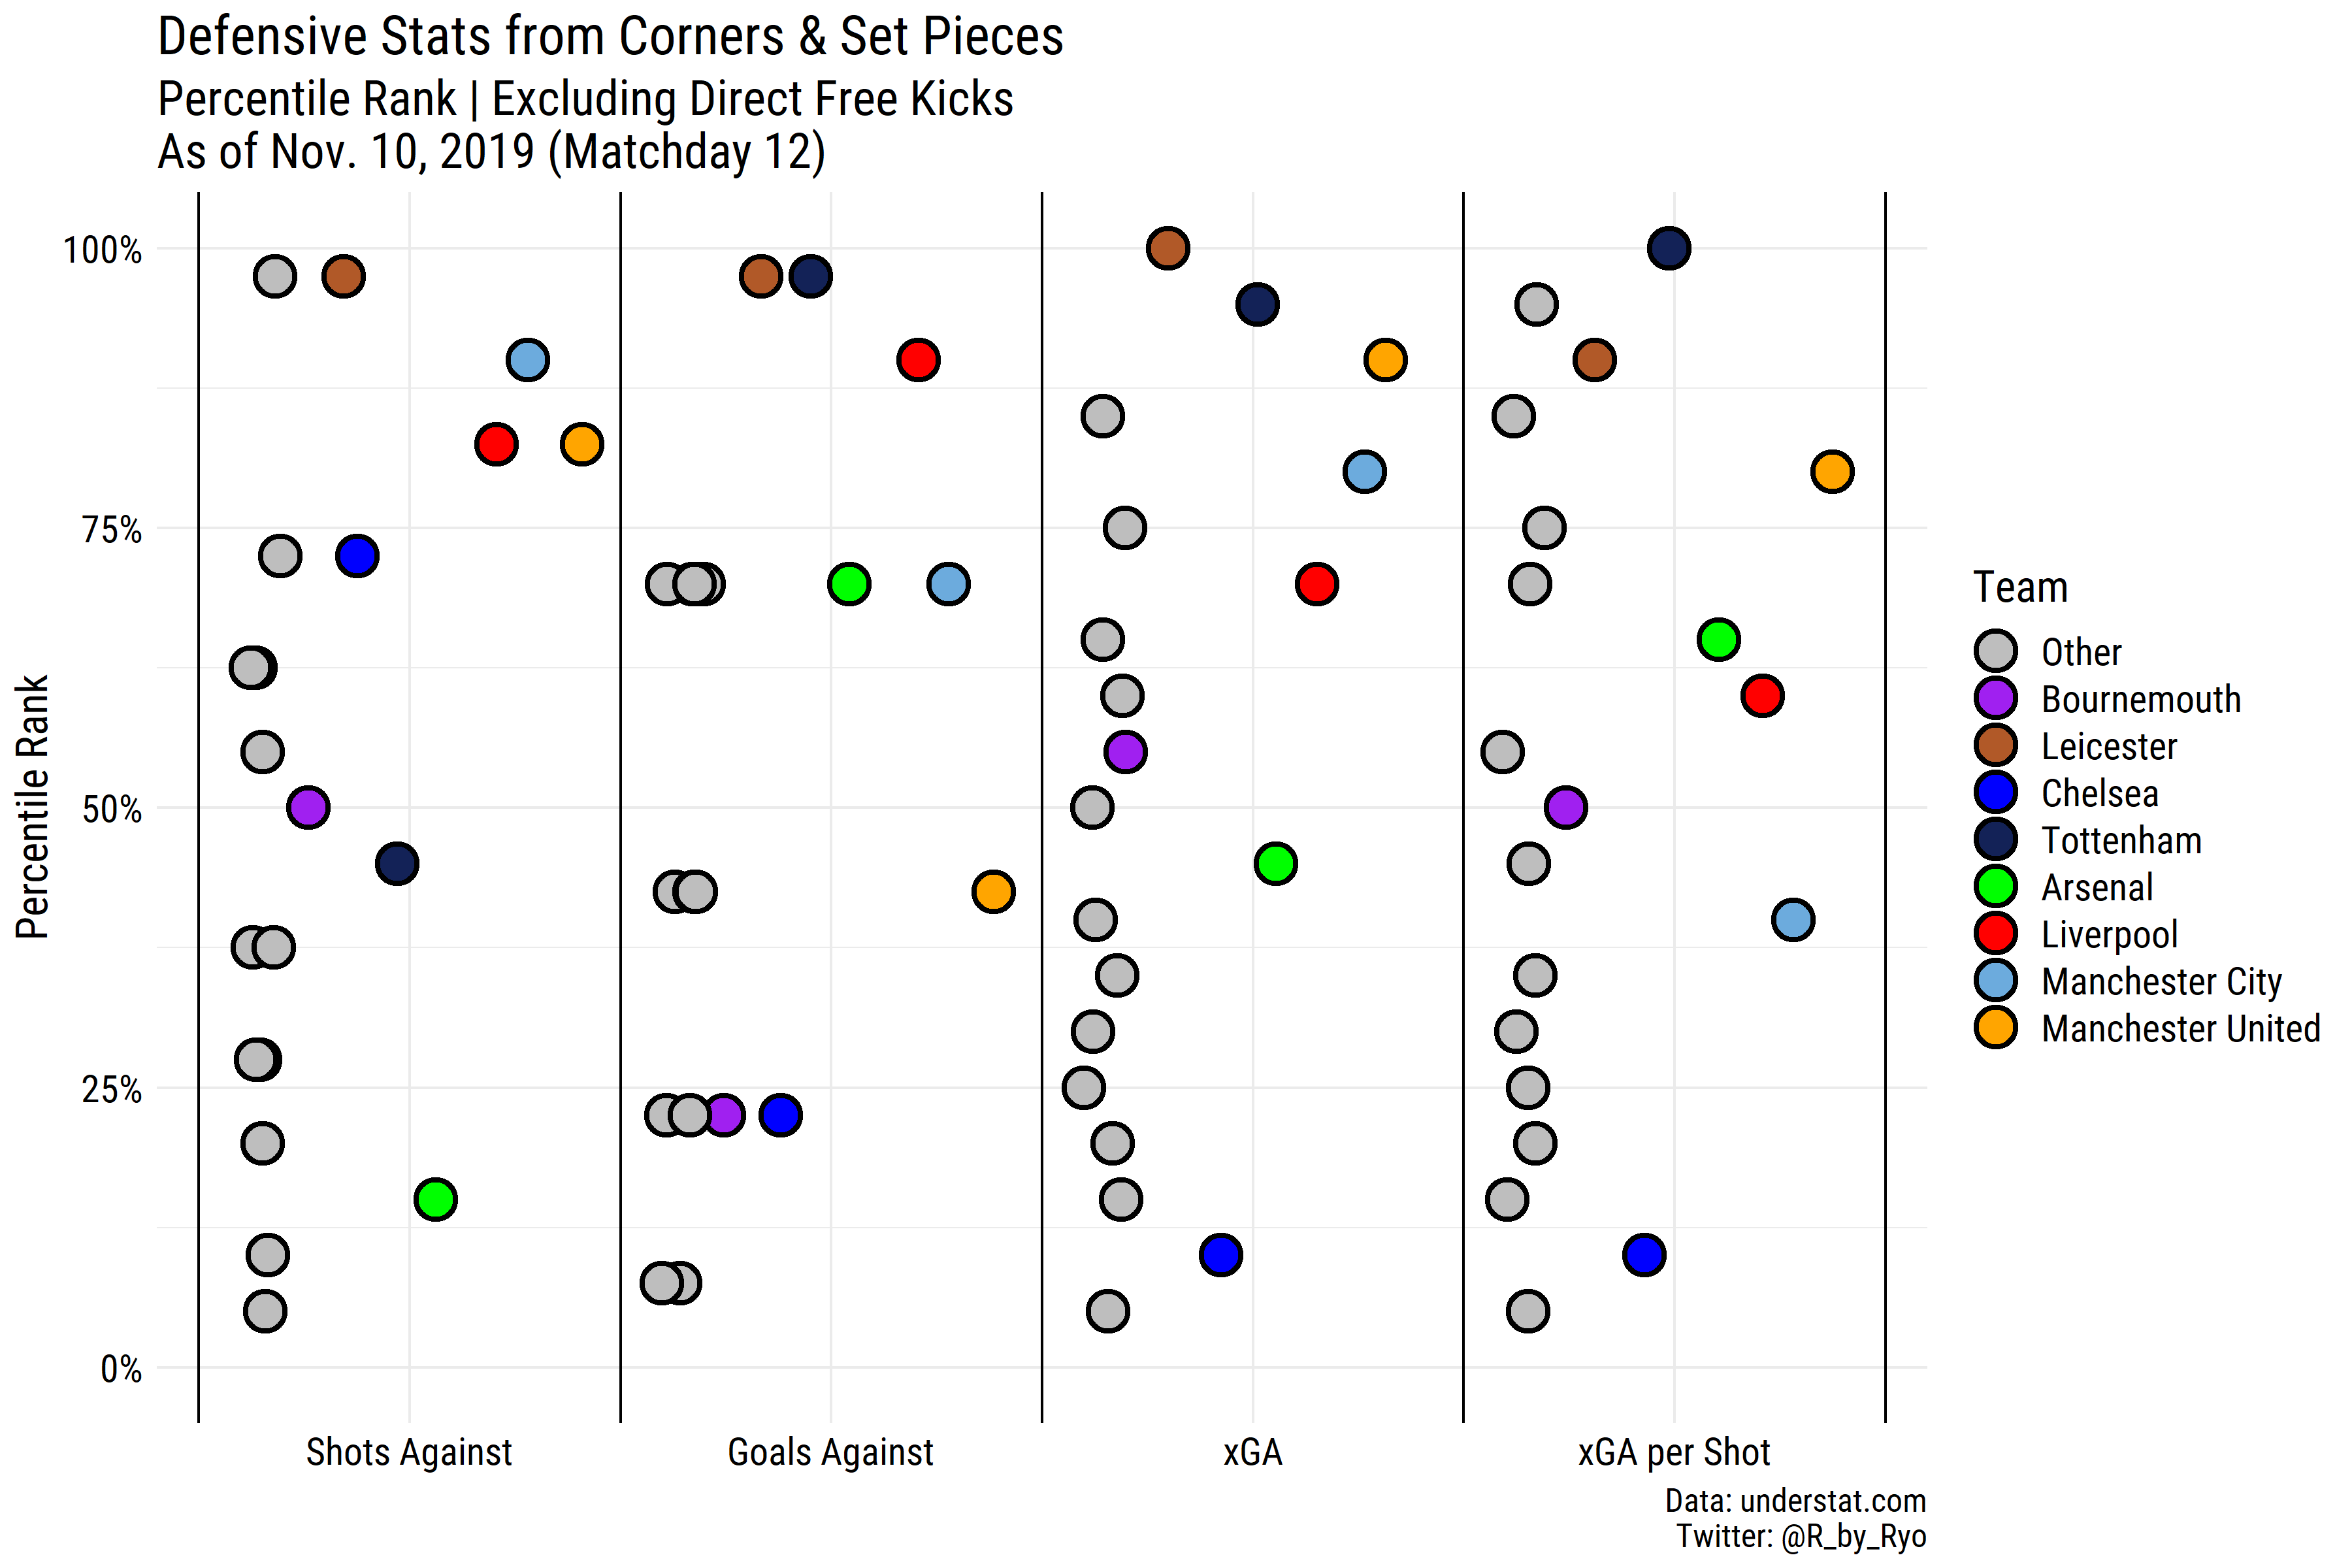 Defensive Stats from Corners & Set Pieces
Percentile Rank | Excluding Direct Free Kicks
As of Nov. 10, 2019 (Matchday 12)
Percentile Rank
100%
75%
50%
25%
0%
Shots Against
Goals Against
xGA
xGA per Shot
Team
Other
Bournemouth
Leicester
Chelsea
Tottenham
Arsenal
Liverpool
Manchester City
Manchester United
Data: understat.com
Twitter: @R_by_Ryo